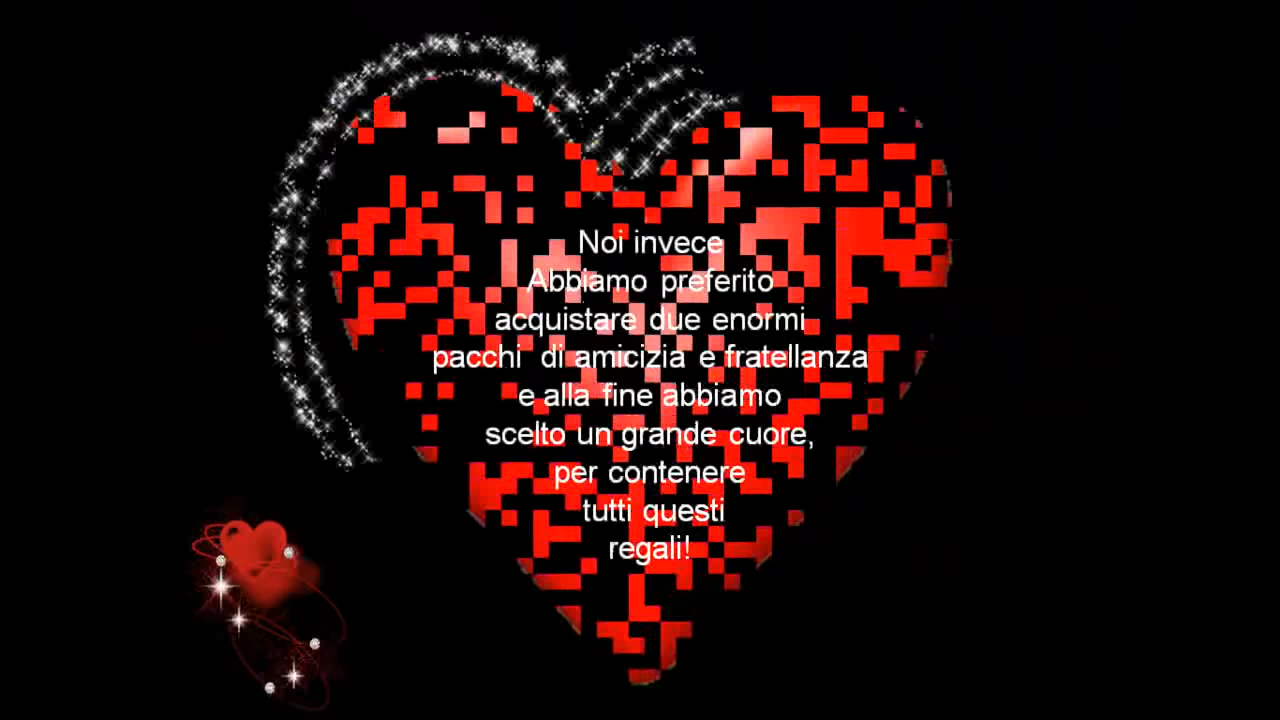 Noi invece
Abbiamo preferito
acquistare due enormi
pacchi  di amicizia e fratellanza
e alla fine abbiamo
scelto un grande cuore,
per contenere
tutti questi
regali!